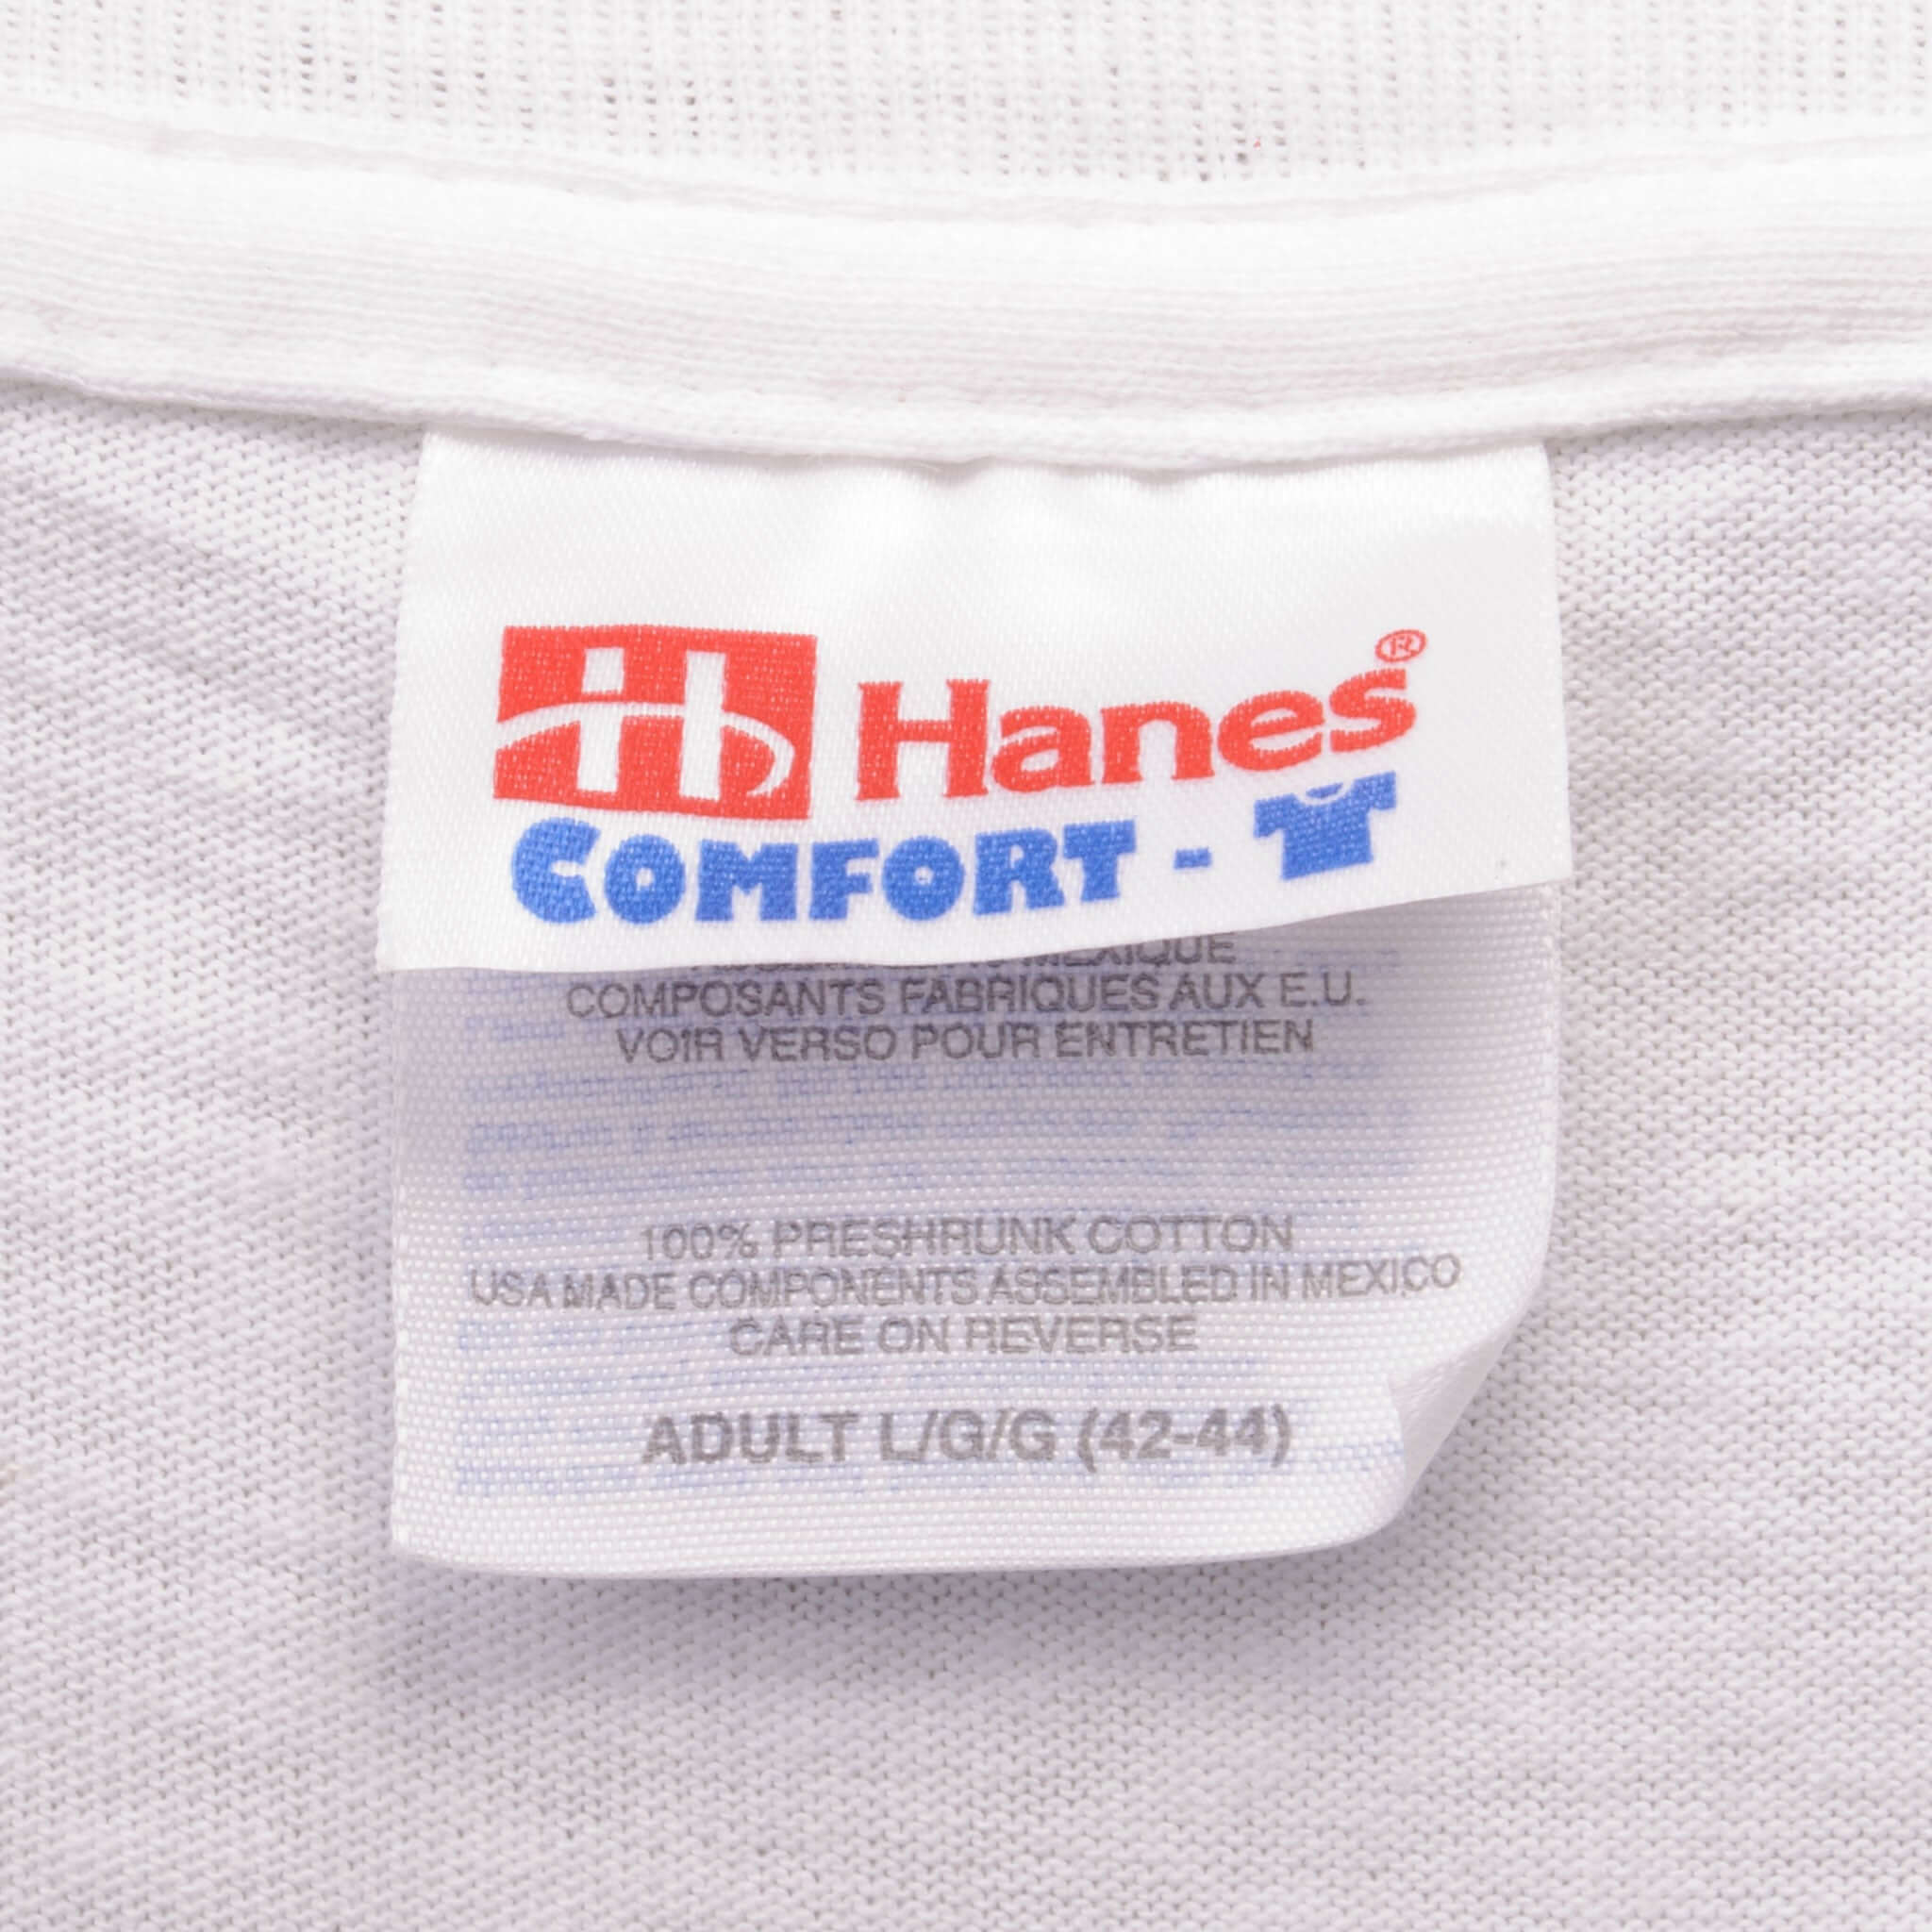 H Hanes®
COMFORT -
MEXIQUE
COMPOSANTS FABRIQUES AUX E.U.
VOIR VERSO POUR ENTRETIEN
100% PRESHRUNK COTTON
USA MADE COMPONENTS ASSEMBLED IN MEXICO
CARE ON REVERSE
ADULT L/G/G (42-44)